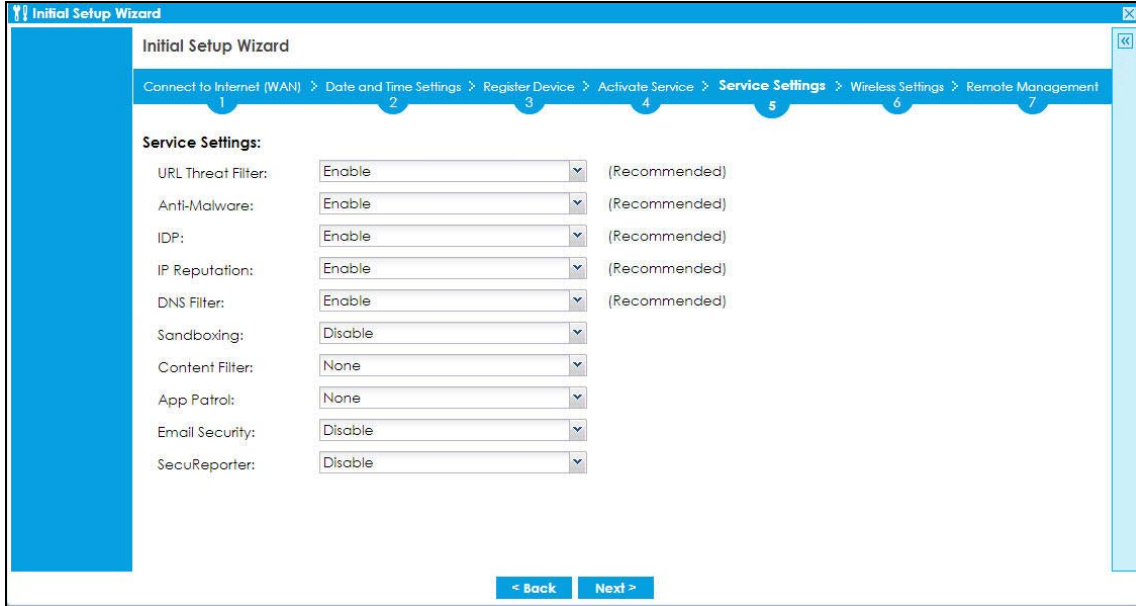 Initial Setup Wizard
Initial Setup Wizard
Connect to Internet (WAN) > Date and Time Settings > Register Device > Activate Service > Service Settings > Wireless Settings > Remote Management
1 2 3 4 5 6 7
Service Settings:
URL Threat Filter: Enable (Recommended)
Anti-Malware: Enable (Recommended)
IDP: Enable (Recommended)
IP Reputation: Enable (Recommended)
DNS Filter: Enable (Recommended)
Sandboxing: Disable
Content Filter: None
App Patrol: None
Email Security: Disable
SecuReporter: Disable
< Back Next >